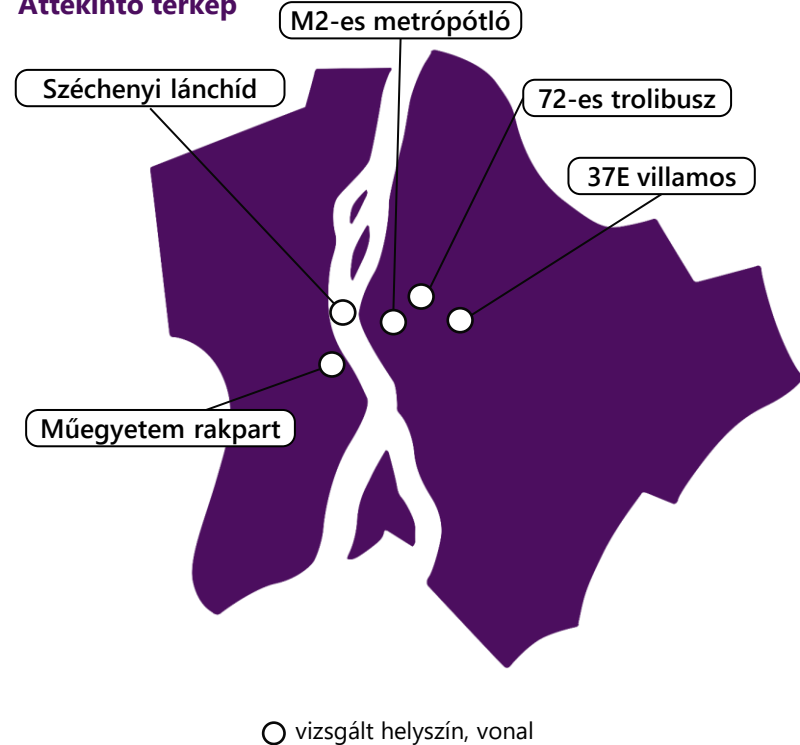 Áttekintő térkép
M2-es metrópótló
Széchenyi lánchíd
72-es trolibusz
37E villamos
Műegyetem rakpart
vizsgált helyszín, vonal